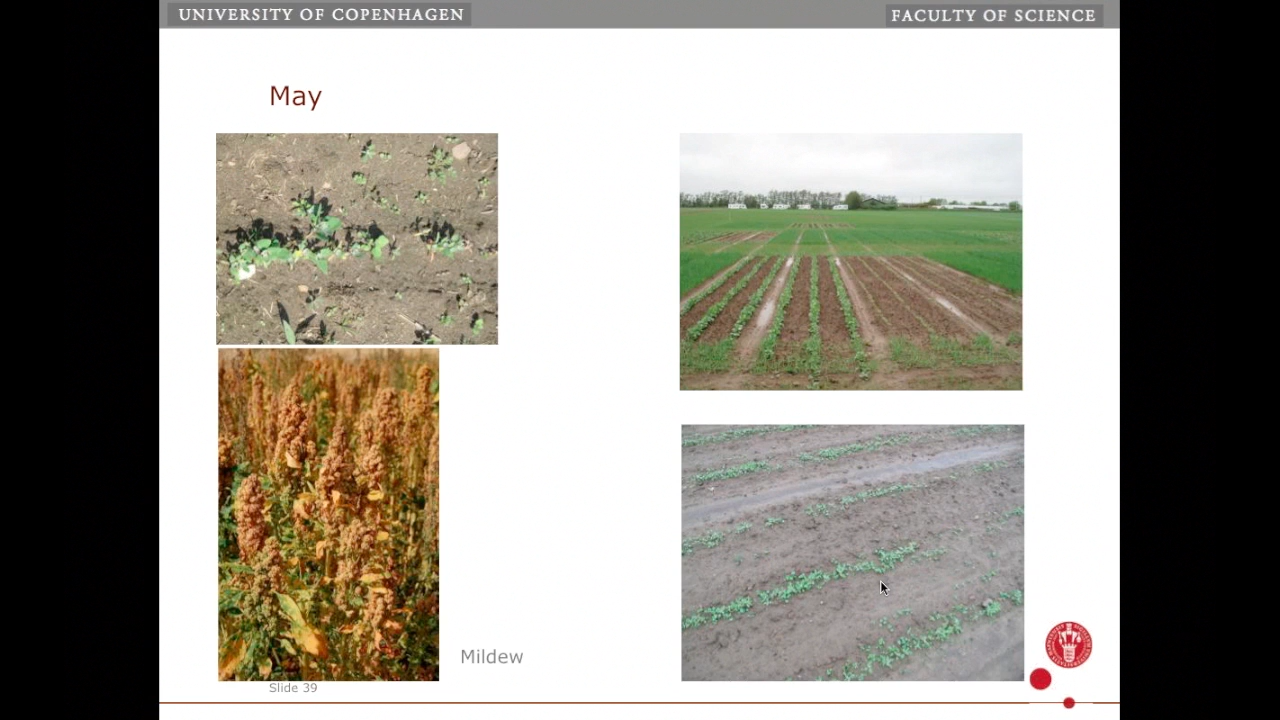 UNIVERSITY OF COPENHAGEN
FACULTY OF SCIENCE
May
Mildew
Slide 39